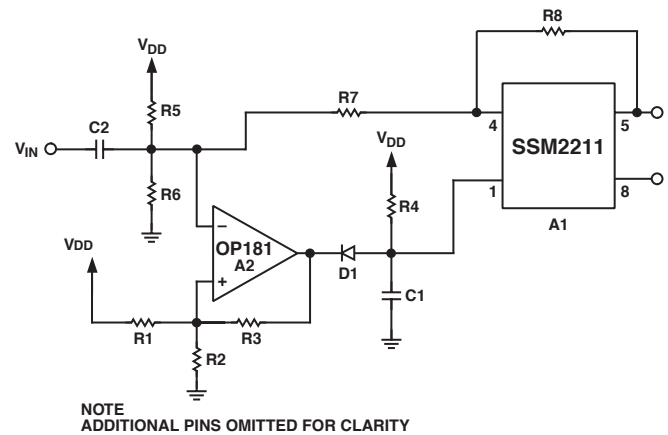 R8
VDD
R7
R5
C2
4
5
VDD
SSM2211
VIN
R6
R4
1
8
A1
VDD
–
OP181
A2
+
D1
C1
R1
R3
R2
NOTE
ADDITIONAL PINS OMITTED FOR CLARITY